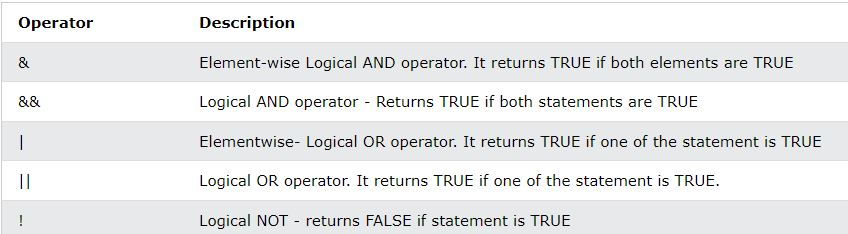 Operator Description
& Element-wise Logical AND operator. It returns TRUE if both elements are TRUE
&& Logical AND operator - Returns TRUE if both statements are TRUE
| Elementwise- Logical OR operator. It returns TRUE if one of the statement is TRUE
|| Logical OR operator. It returns TRUE if one of the statement is TRUE.
! Logical NOT - returns FALSE if statement is TRUE